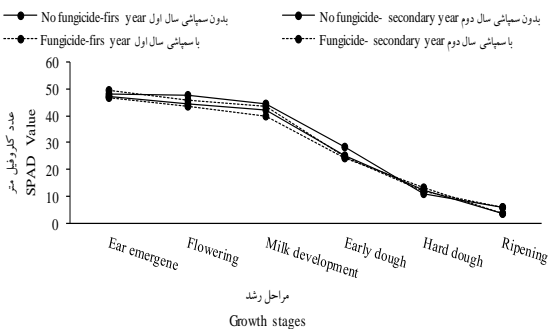 No fungicide-firs year بدون سمپاشی سال اول
No fungicide- secondary year بدون سمپاشی سال دوم
Fungicide-firs year با سمپاشی سال اول
Fungicide- secondary year با سمپاشی سال دوم
عدد کلروفیل متر
SPAD Value
60
50
40
30
20
10
0
Ear emergene
Flowering
Milk development
Early dough
Hard dough
Ripening
مراحل رشد
Growth stages